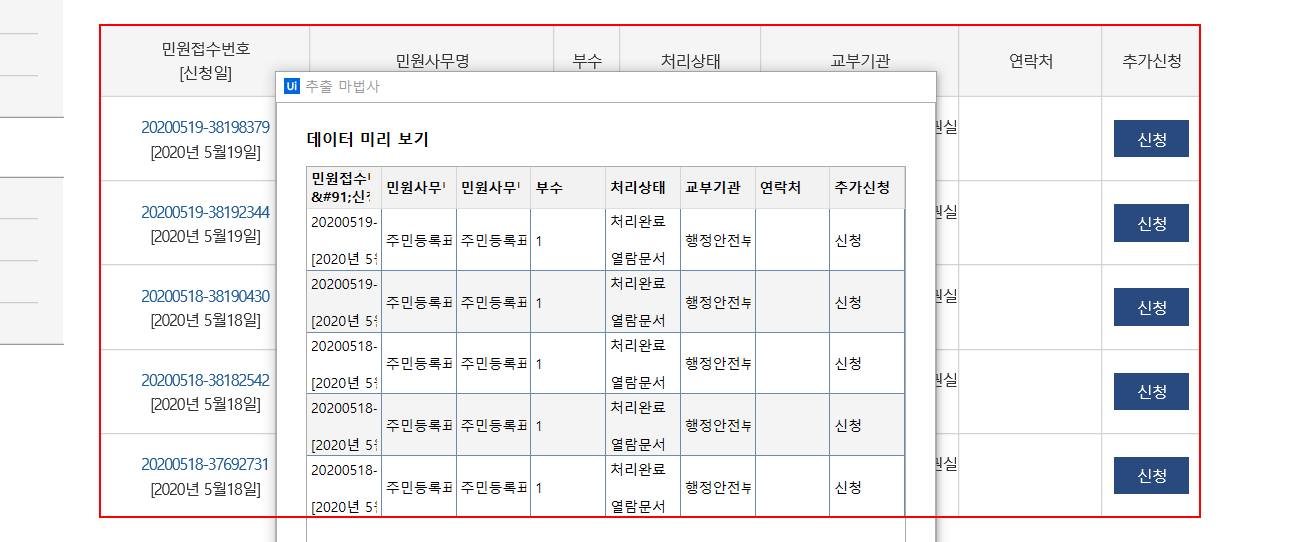 민원접수번호
[신청일]
민원사무명
부수
처리상태
교부기관
연락처
추가신청
20200519-38198379
[2020년 5월19일]
신청
20200519-38192344
[2020년 5월19일]
신청
20200518-38190430
[2020년 5월18일]
신청
20200518-38182542
[2020년 5월18일]
신청
20200518-37692731
[2020년 5월18일]
신청
Ui 추출 마법사
데이터 미리 보기
민원접수
&#91;신청
민원사무
민원사무
부수
처리상태
교부기관
연락처
추가신청
20200519-
[2020년 5월
주민등록표
주민등록표
1
처리완료
열람문서
행정안전부
신청
20200519-
[2020년 5월
주민등록표
주민등록표
1
처리완료
열람문서
행정안전부
신청
20200518-
[2020년 5월
주민등록표
주민등록표
1
처리완료
열람문서
행정안전부
신청
20200518-
[2020년 5월
주민등록표
주민등록표
1
처리완료
열람문서
행정안전부
신청
20200518-
[2020년 5월
주민등록표
주민등록표
1
처리완료
열람문서
행정안전부
신청